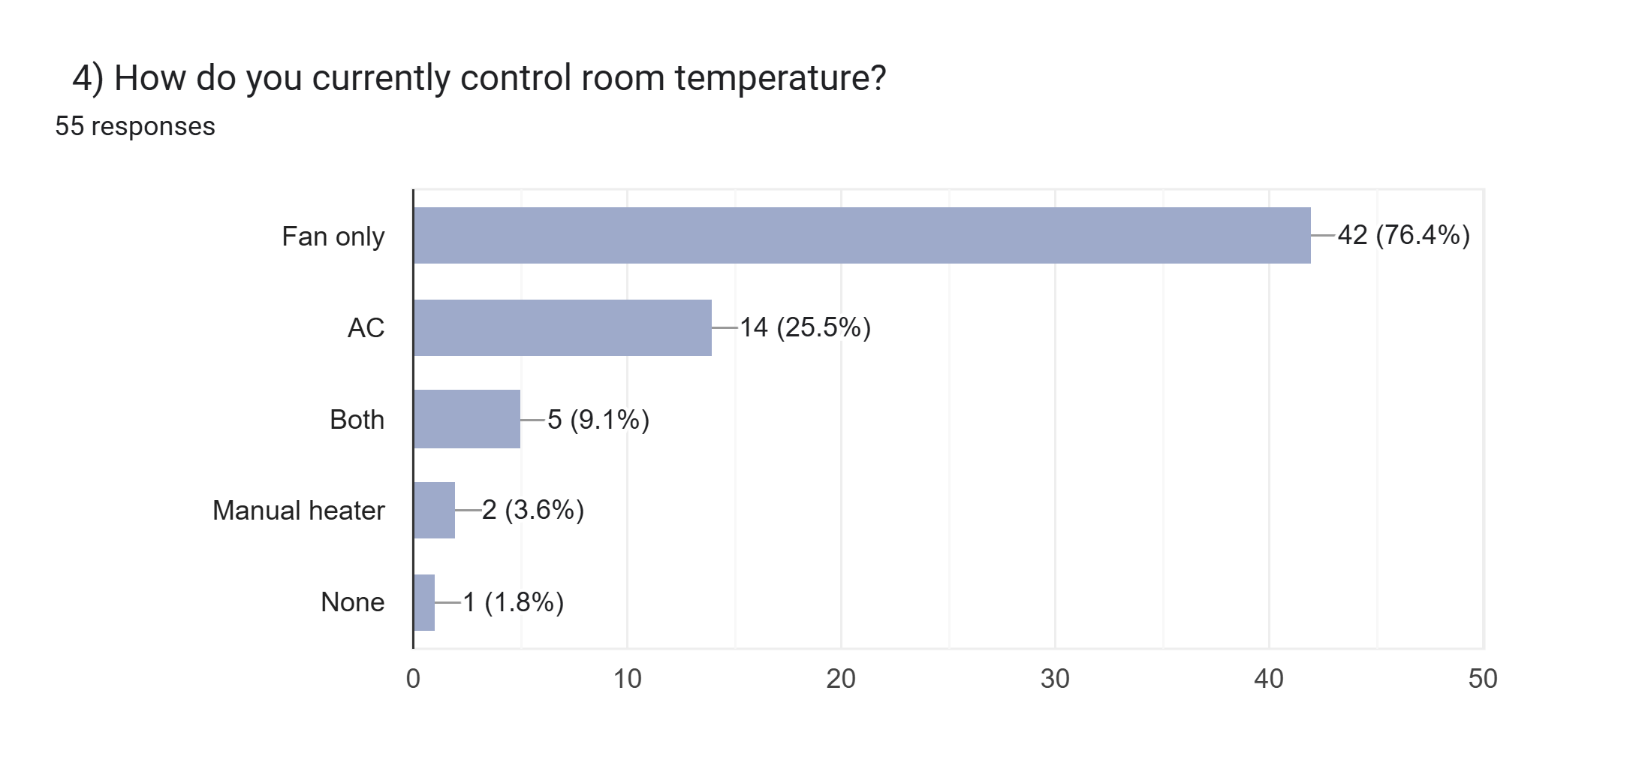 4) How do you currently control room temperature?
55 responses
Fan only
42 (76.4%)
AC
14 (25.5%)
Both
5 (9.1%)
Manual heater
2 (3.6%)
None
1 (1.8%)
0 10 20 30 40 50